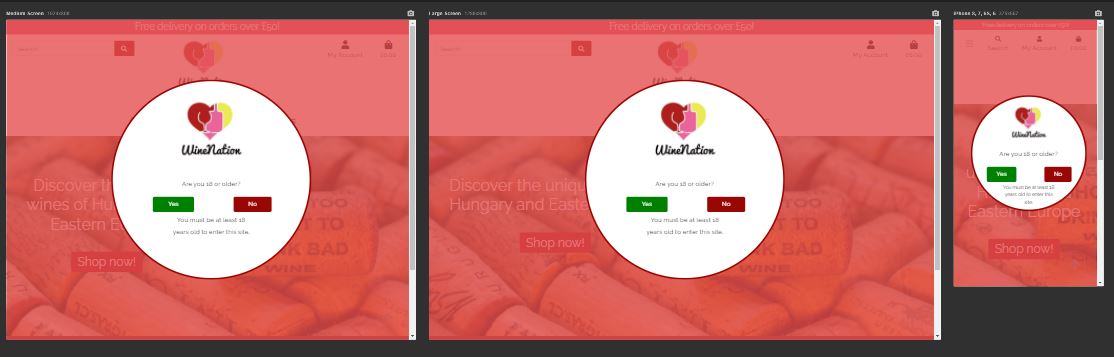 Medium Screen 1024x800
Free delivery on orders over £50!
Search
My Account
£0.00
WineNation
Are you 18 or older?
Yes No
You must be at least 18
years old to enter this site.
Discover th
wines of Hu
Eastern E
Shop now!
Large Screen 1280x800
Free delivery on orders over £50!
Search
My Account
£0.00
WineNation
Are you 18 or older?
Yes No
You must be at least 18
years old to enter this site.
Discover the uniqu
Hungary and Easte
Shop now!
iPhone 8, 7, 6S, 6 375x667
Free delivery on orders over £50!
Search My Account £0.00
WineNation
Are you 18 or older?
Yes No
You must be at least 18
years old to enter this
site.
Eastern Europe
Shop now!